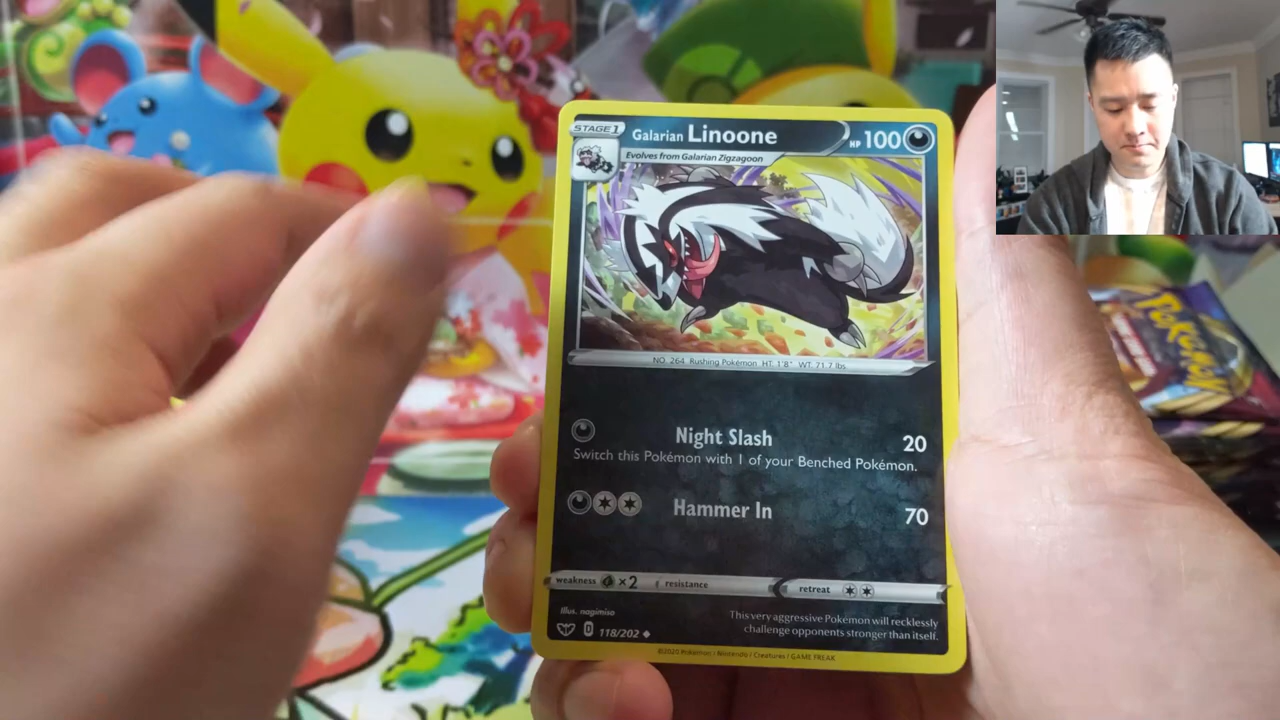 STAGE 1 Galarian Linoone HP 100
Evolves from Galarian Zigzagoon
NO. 264 Rushing Pokémon HT: 1'8" WT: 71.7 lbs
Night Slash 20
Switch this Pokémon with 1 of your Benched Pokémon.
Hammer In 70
weakness ×2 resistance retreat
Illus. nagimiso
This very aggressive Pokémon will recklessly
challenge opponents stronger than itself.
D 118/202
©2020 Pokémon / Nintendo / Creatures / GAME FREAK
POKÉMON